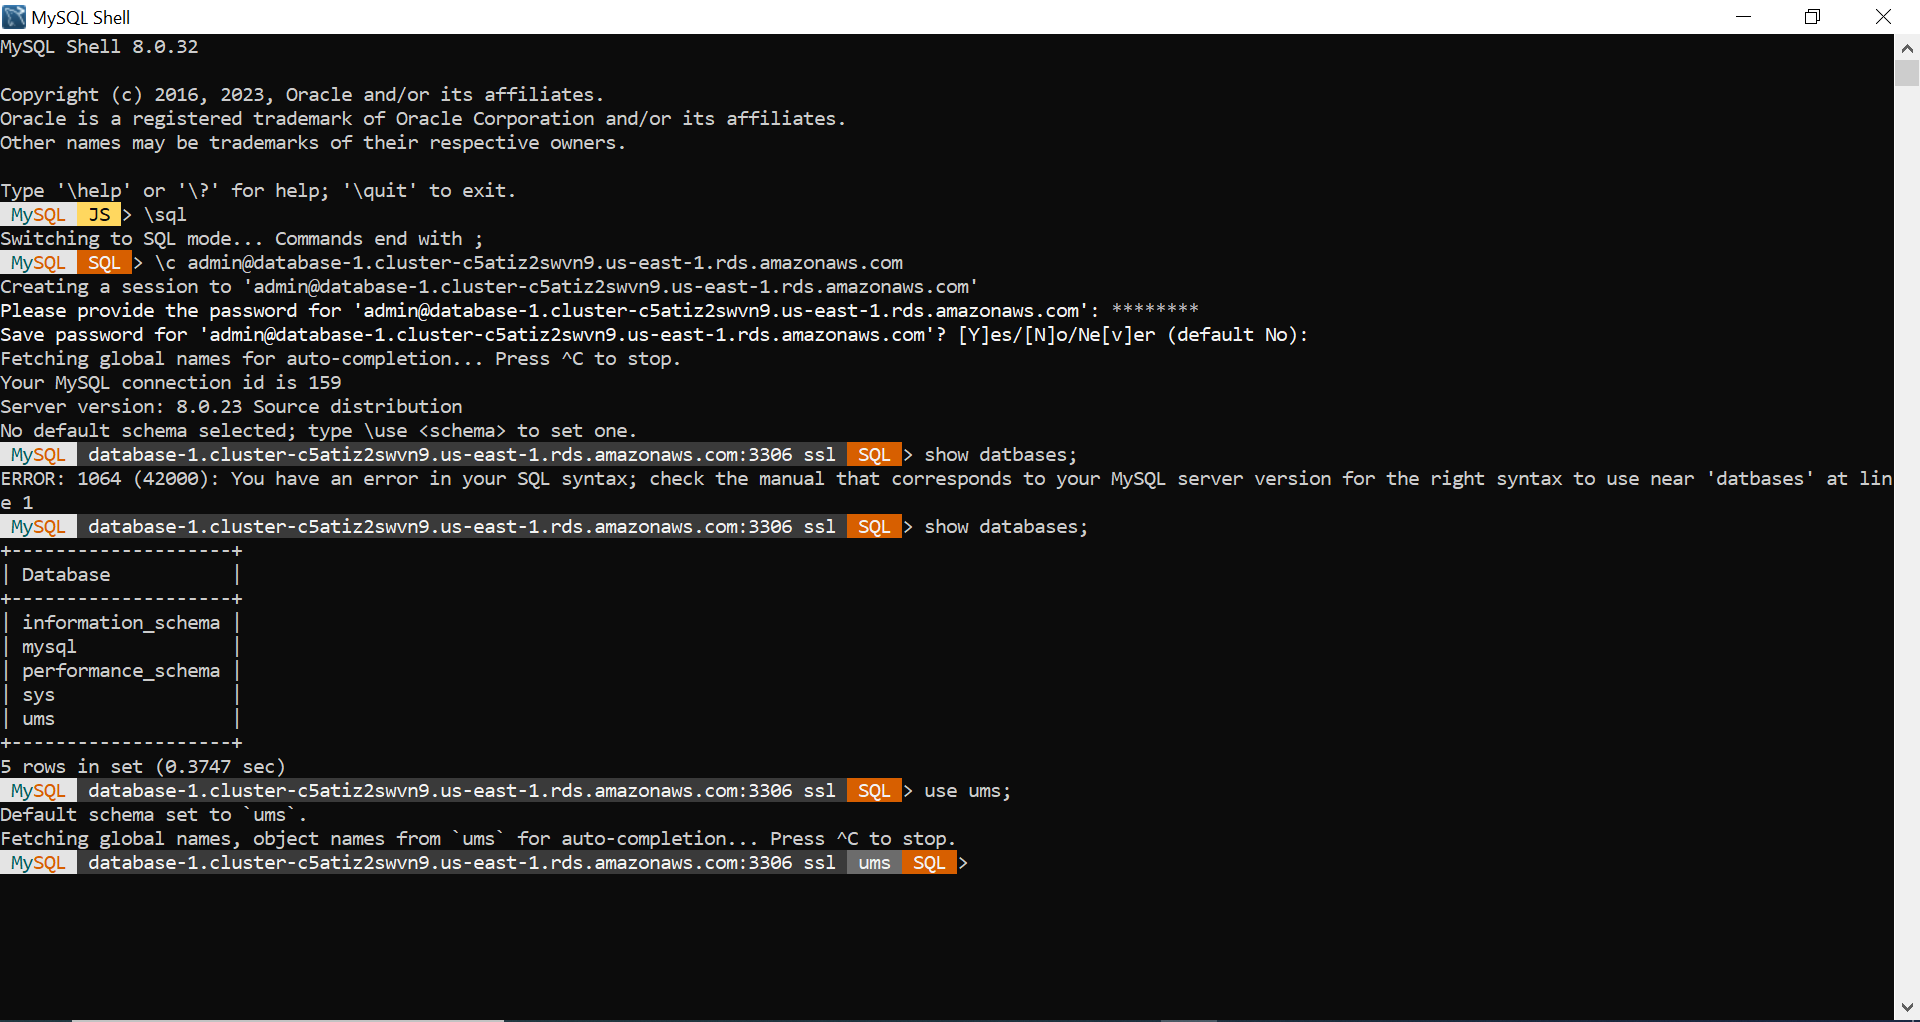 MySQL Shell
MySQL Shell 8.0.32
Copyright (c) 2016, 2023, Oracle and/or its affiliates.
Oracle is a registered trademark of Oracle Corporation and/or its affiliates.
Other names may be trademarks of their respective owners.
Type '\help' or '\?' for help; '\quit' to exit.
MySQL JS > \sql
Switching to SQL mode... Commands end with ;
MySQL SQL > \c admin@database-1.cluster-c5atiz2swvn9.us-east-1.rds.amazonaws.com
Creating a session to 'admin@database-1.cluster-c5atiz2swvn9.us-east-1.rds.amazonaws.com'
Please provide the password for 'admin@database-1.cluster-c5atiz2swvn9.us-east-1.rds.amazonaws.com': ********
Save password for 'admin@database-1.cluster-c5atiz2swvn9.us-east-1.rds.amazonaws.com'? [Y]es/[N]o/Ne[v]er (default No):
Fetching global names for auto-completion... Press ^C to stop.
Your MySQL connection id is 159
Server version: 8.0.23 Source distribution
No default schema selected; type \use <schema> to set one.
MySQL database-1.cluster-c5atiz2swvn9.us-east-1.rds.amazonaws.com:3306 ssl SQL > show datbases;
ERROR: 1064 (42000): You have an error in your SQL syntax; check the manual that corresponds to your MySQL server version for the right syntax to use near 'datbases' at lin
e 1
MySQL database-1.cluster-c5atiz2swvn9.us-east-1.rds.amazonaws.com:3306 ssl SQL > show databases;
+--------------------+
| Database           |
+--------------------+
| information_schema |
| mysql              |
| performance_schema |
| sys                |
| ums                |
+--------------------+
5 rows in set (0.3747 sec)
MySQL database-1.cluster-c5atiz2swvn9.us-east-1.rds.amazonaws.com:3306 ssl SQL > use ums;
Default schema set to `ums`.
Fetching global names, object names from `ums` for auto-completion... Press ^C to stop.
MySQL database-1.cluster-c5atiz2swvn9.us-east-1.rds.amazonaws.com:3306 ssl ums SQL >